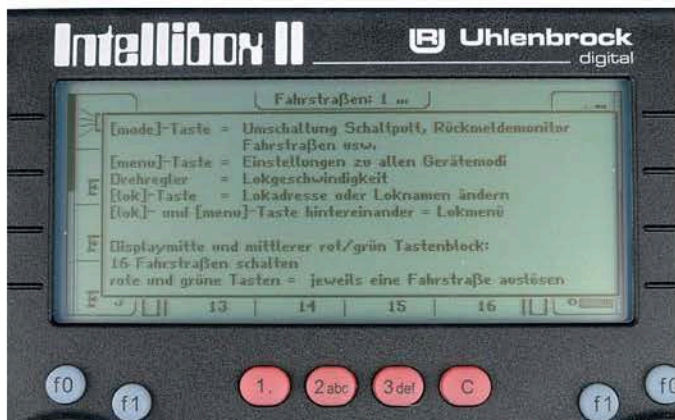 Intellibox II
Uhlenbrock
digital
Fahrstraßen: 1 ...
[mode]-Taste = Umschaltung Schaltpult, Rückmeldemonitor
Fahrstraßen usw.
[menu]-Taste = Einstellungen zu allen Gerätemodi
Drehregler = Lokgeschwindigkeit
[lok]-Taste = Lokadresse oder Loknamen ändern
[lok]- und [menu]-Taste hintereinander = Lokmenü
Displaymitte und mittlerer rot/grün Tastenblock:
16 Fahrstraßen schalten
rote und grüne Tasten = jeweils eine Fahrstraße auslösen
13 14 15 16
f0 f1 1. 2abc 3def C f1 f0